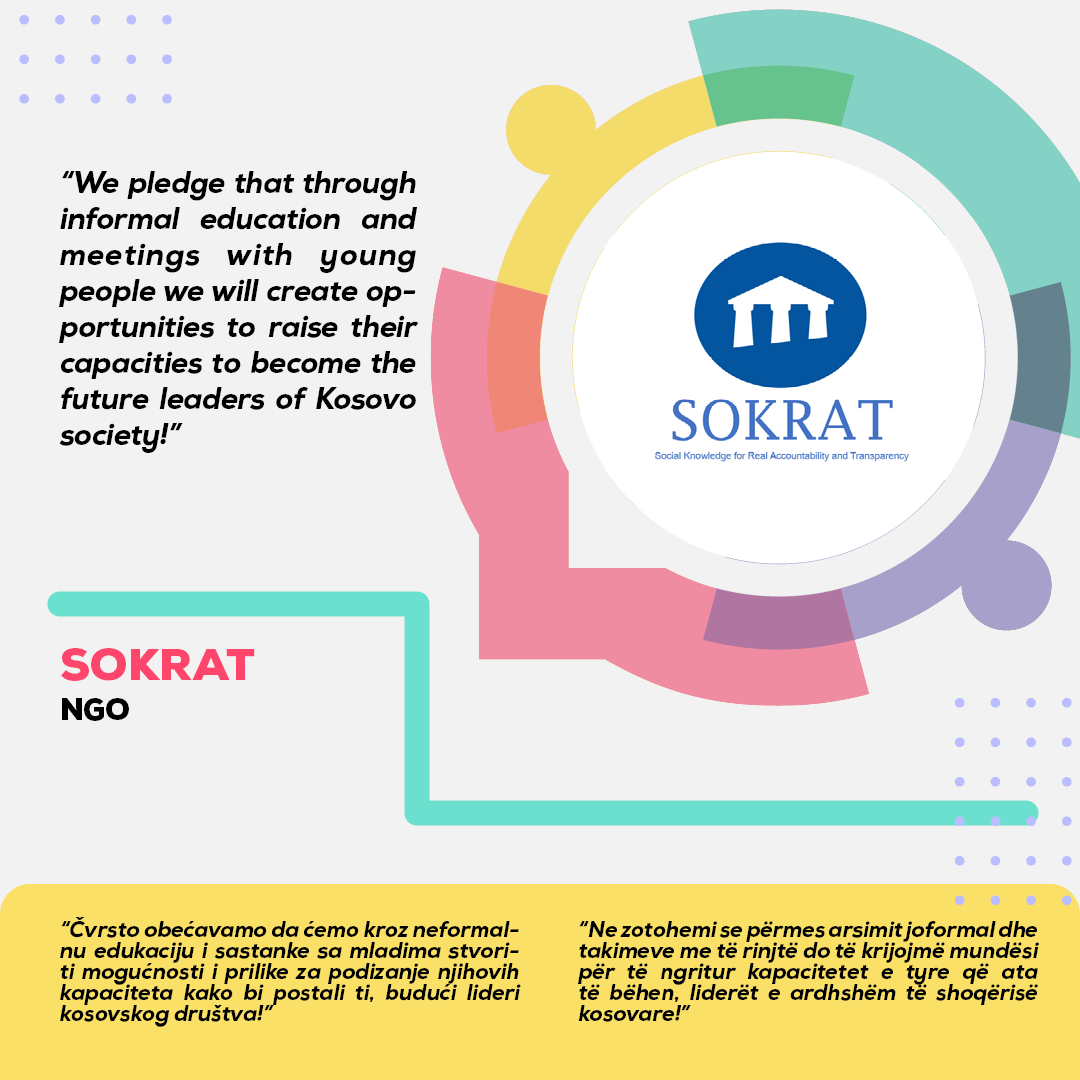 “We pledge that through
informal education and
meetings with young
people we will create op-
portunities to raise their
capacities to become the
future leaders of Kosovo
society!”
SOKRAT
Social Knowledge for Real Accountability and Transparency
SOKRAT
NGO
“Čvrsto obećavamo da ćemo kroz neformal-
nu edukaciju i sastanke sa mladima stvori-
ti mogućnosti i prilike za podizanje njihovih
kapaciteta kako bi postali ti, budući lideri
kosovskog društva!”
“Ne zotohemi se përmes arsimit joformal dhe
takimeve me të rinjtë do të krijojmë mundësi
për të ngritur kapacitetet e tyre që ata
të bëhen, liderët e ardhshëm të shoqërisë
kosovare!”